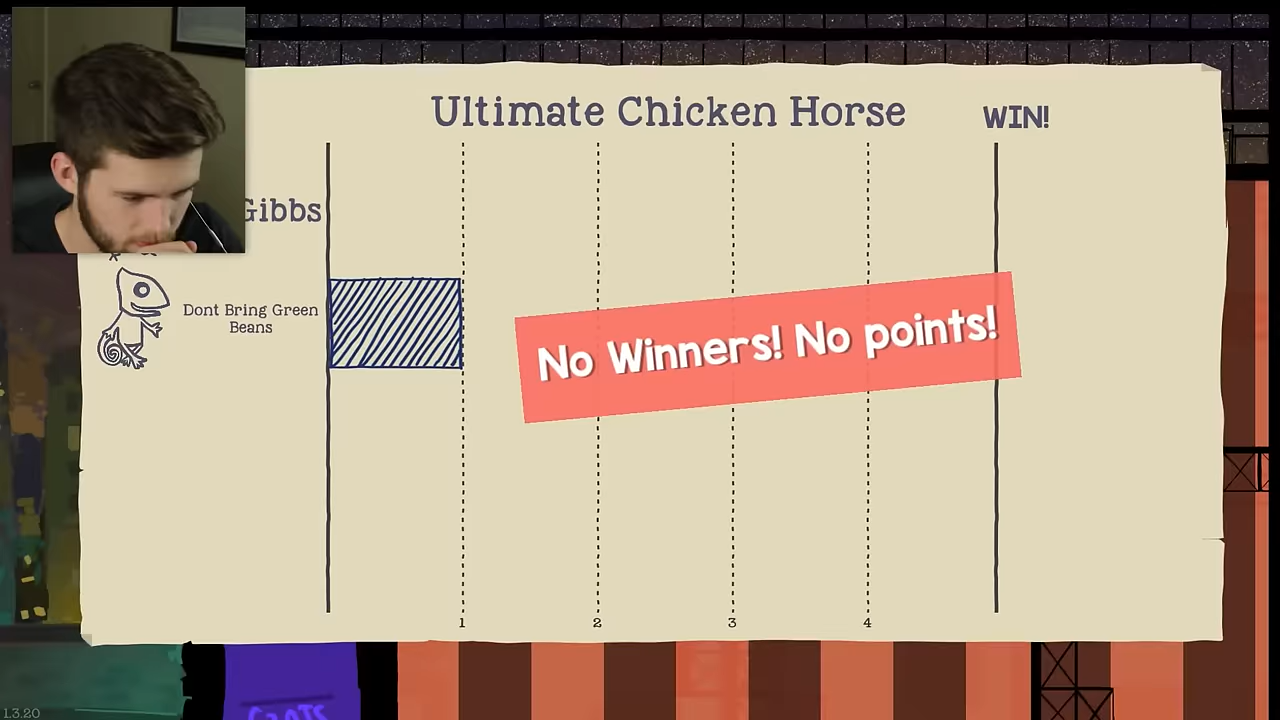 Ultimate Chicken Horse
WIN!
Gibbs
Dont Bring Green
Beans
No Winners! No points!
1 2 3 4
1.3.20